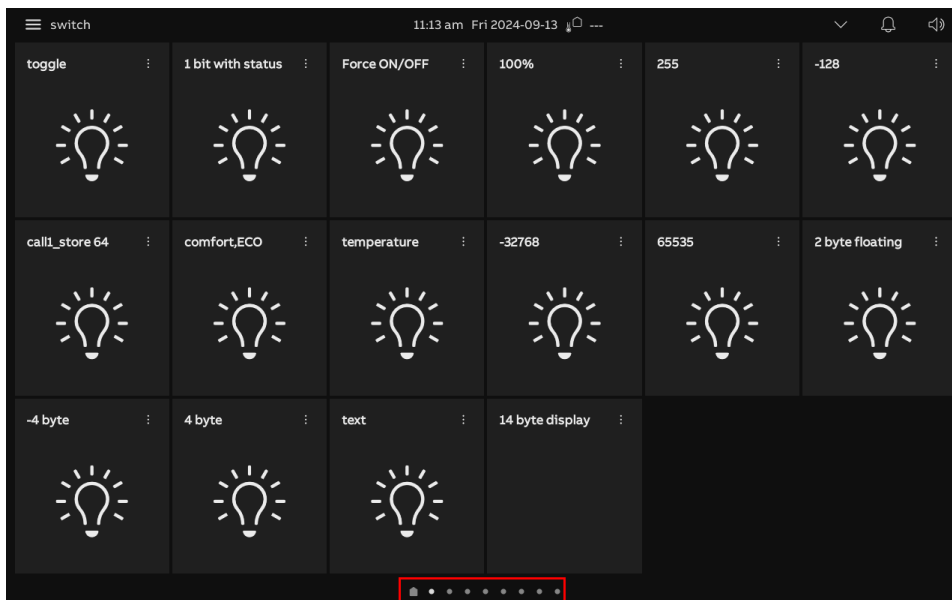 switch
11:13 am Fri 2024-09-13 ---
toggle
1 bit with status
Force ON/OFF
100%
255
-128
call1_store 64
comfort,ECO
temperature
-32768
65535
2 byte floating
-4 byte
4 byte
text
14 byte display